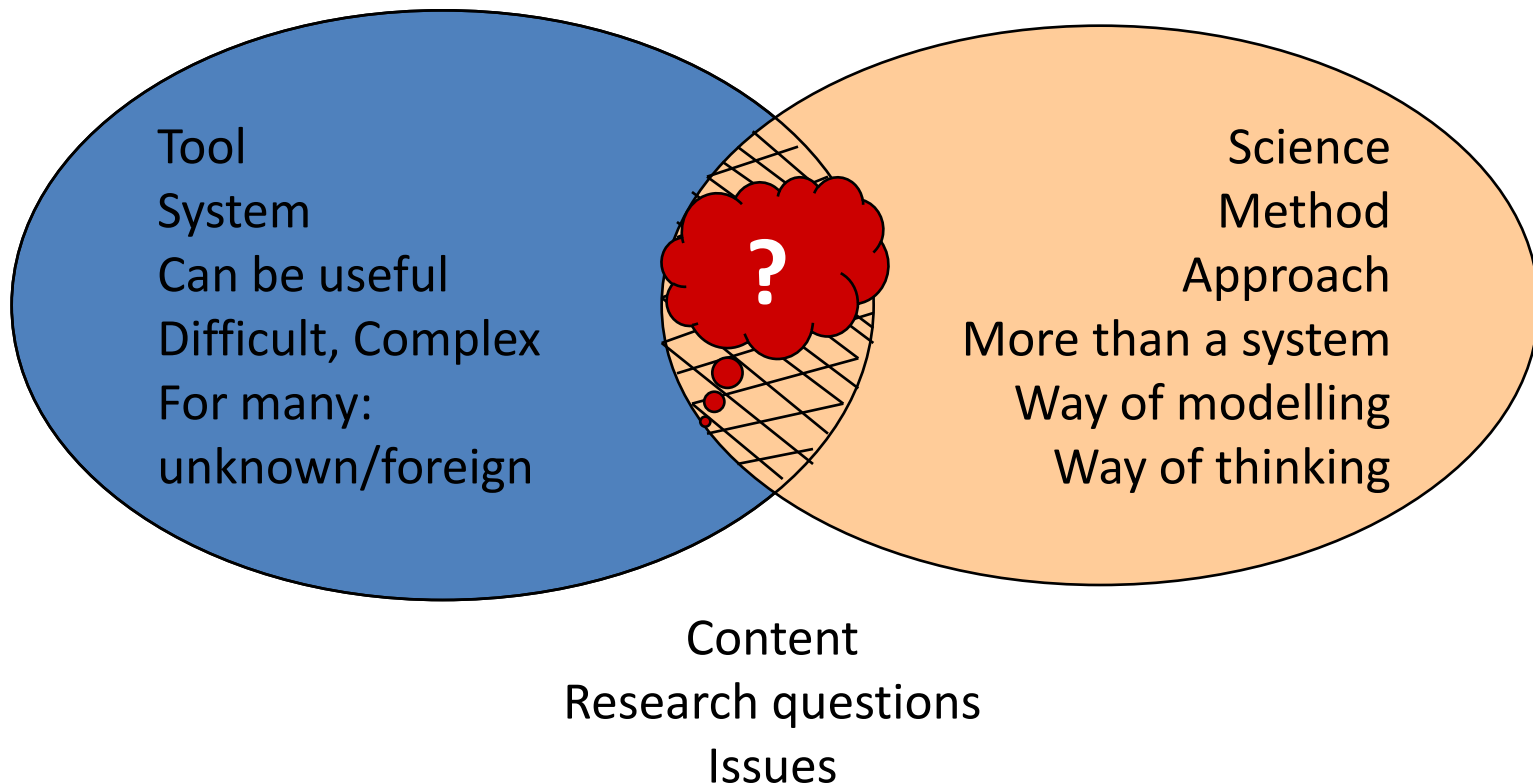 Tool
System
Can be useful
Difficult, Complex
For many:
unknown/foreign
?
Science
Method
Approach
More than a system
Way of modelling
Way of thinking
Content
Research questions
Issues